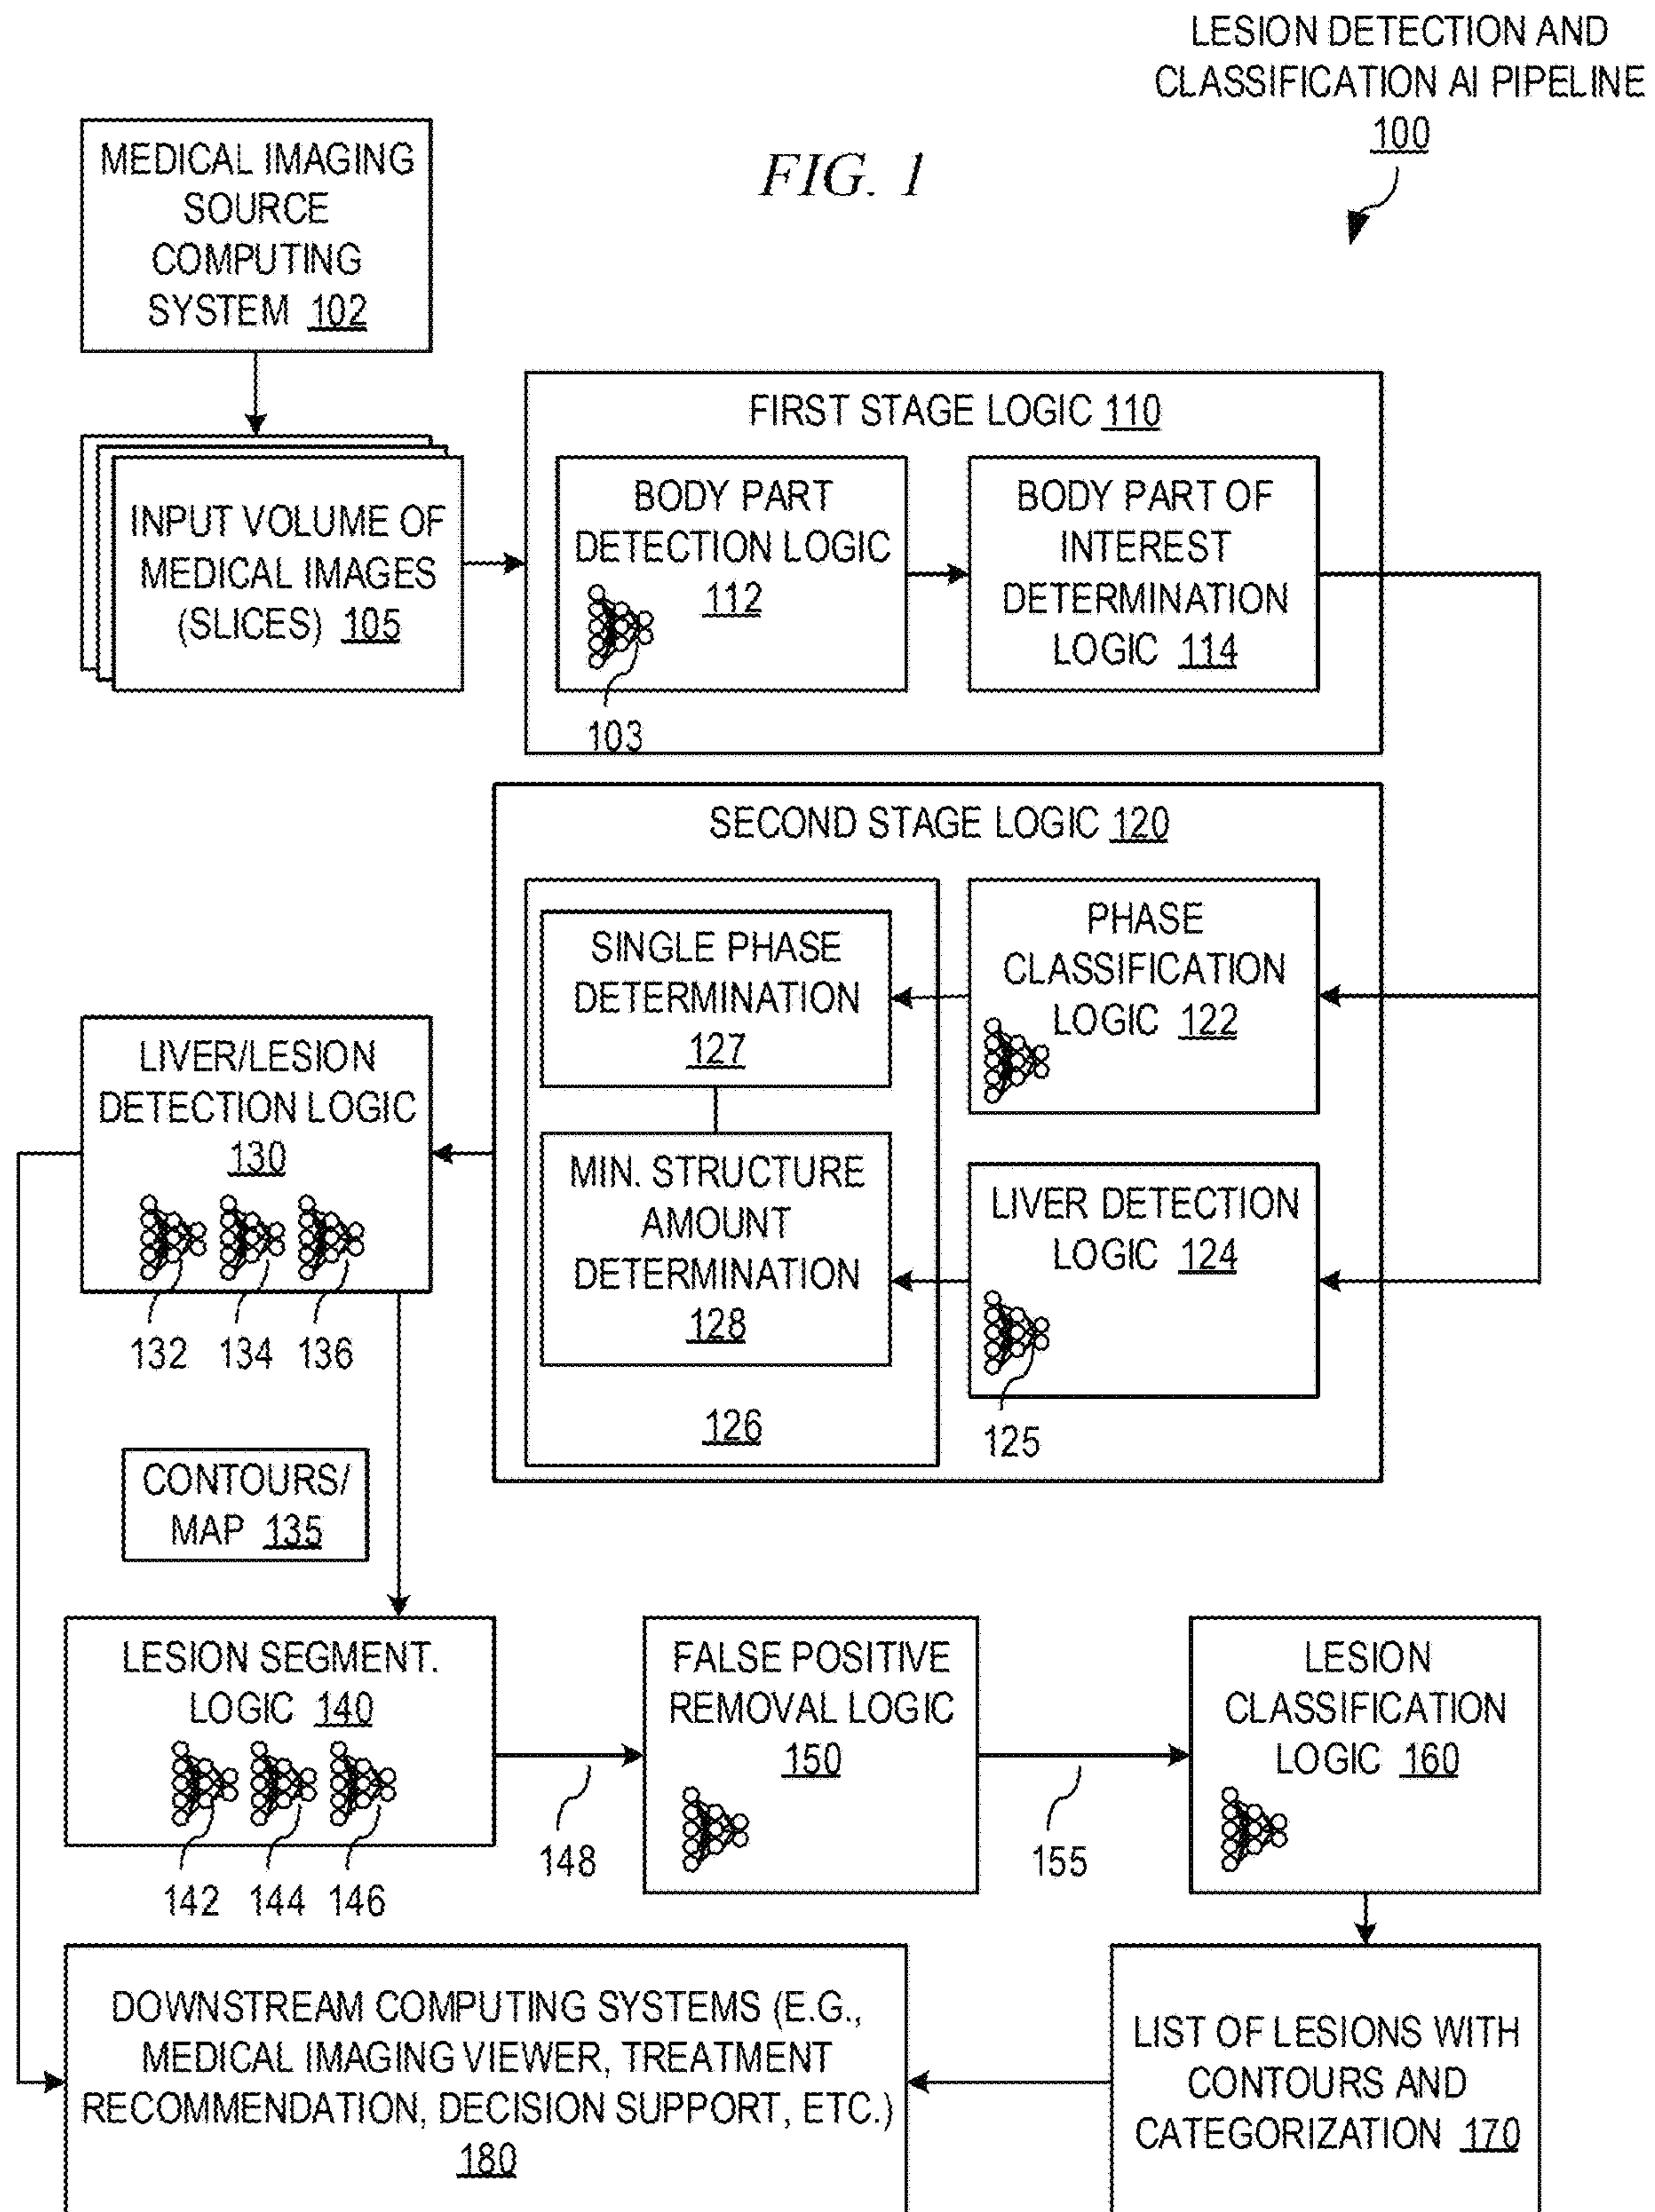 LESION DETECTION AND
CLASSIFICATION AI PIPELINE
100
FIG. 1
MEDICAL IMAGING
SOURCE
COMPUTING
SYSTEM 102
INPUT VOLUME OF
MEDICAL IMAGES
(SLICES) 105
FIRST STAGE LOGIC 110
BODY PART
DETECTION LOGIC
112
103
BODY PART OF
INTEREST
DETERMINATION
LOGIC 114
SECOND STAGE LOGIC 120
PHASE
CLASSIFICATION
LOGIC 122
SINGLE PHASE
DETERMINATION
127
LIVER DETECTION
LOGIC 124
125
MIN. STRUCTURE
AMOUNT
DETERMINATION
128
126
LIVER/LESION
DETECTION LOGIC
130
132 134 136
CONTOURS/
MAP 135
LESION SEGMENT.
LOGIC 140
142 144 146
148
FALSE POSITIVE
REMOVAL LOGIC
150
155
LESION
CLASSIFICATION
LOGIC 160
LIST OF LESIONS WITH
CONTOURS AND
CATEGORIZATION 170
DOWNSTREAM COMPUTING SYSTEMS (E.G.,
MEDICAL IMAGING VIEWER, TREATMENT
RECOMMENDATION, DECISION SUPPORT, ETC.)
180